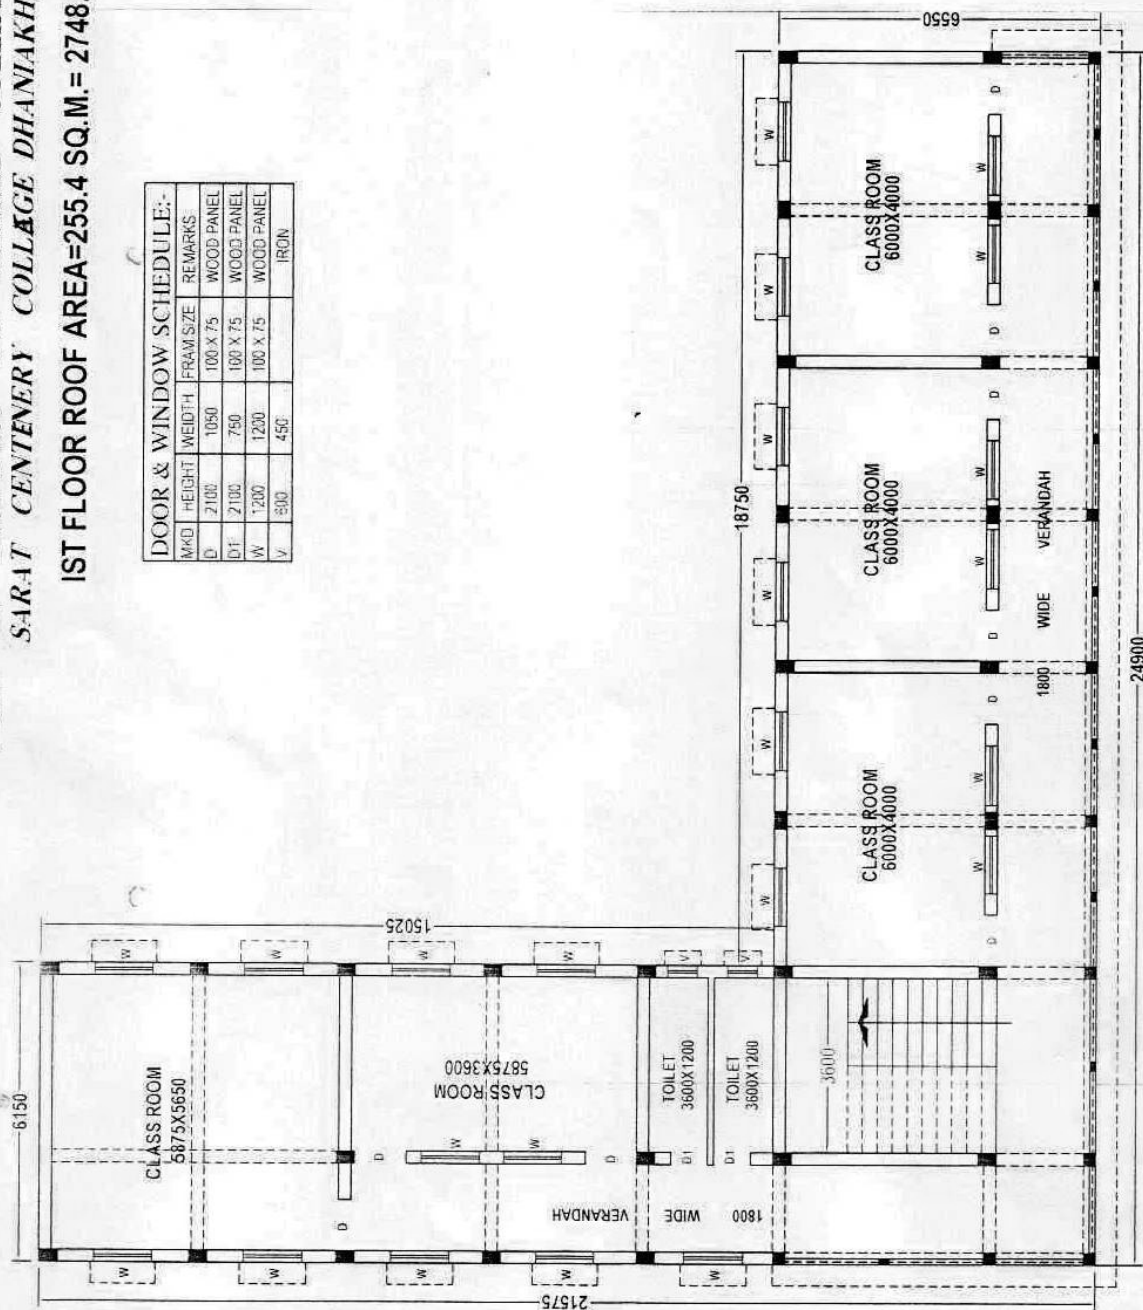 SARAT CENTENERY COLLAGE DHANIAKH
IST FLOOR ROOF AREA=255.4 SQ.M.= 2748.
DOOR & WINDOW SCHEDULE:-
MKD HEIGHT WEIDTH FRAM SIZE REMARKS
D 2100 1050 100 X 75 WOOD PANEL
D1 2100 750 100 X 75 WOOD PANEL
W 1200 1200 100 X 75 WOOD PANEL
V 600 450 IRON
6150
15025
21575
18750
24900
6550
CLASS ROOM
5875X5650
CLASS ROOM
5875X3600
TOILET
3600X1200
TOILET
3600X1200
3600
1800 WIDE VERANDAH
CLASS ROOM
6000X4000
CLASS ROOM
6000X4000
CLASS ROOM
6000X4000
1800 WIDE VERANDAH
W
W
W
W
W
W
W
W
W
W
W
V
V
D
D
D
D1
D1
W
W
W
W
W
W
W
W
W
W
W
W
D
D
D
D
D
D